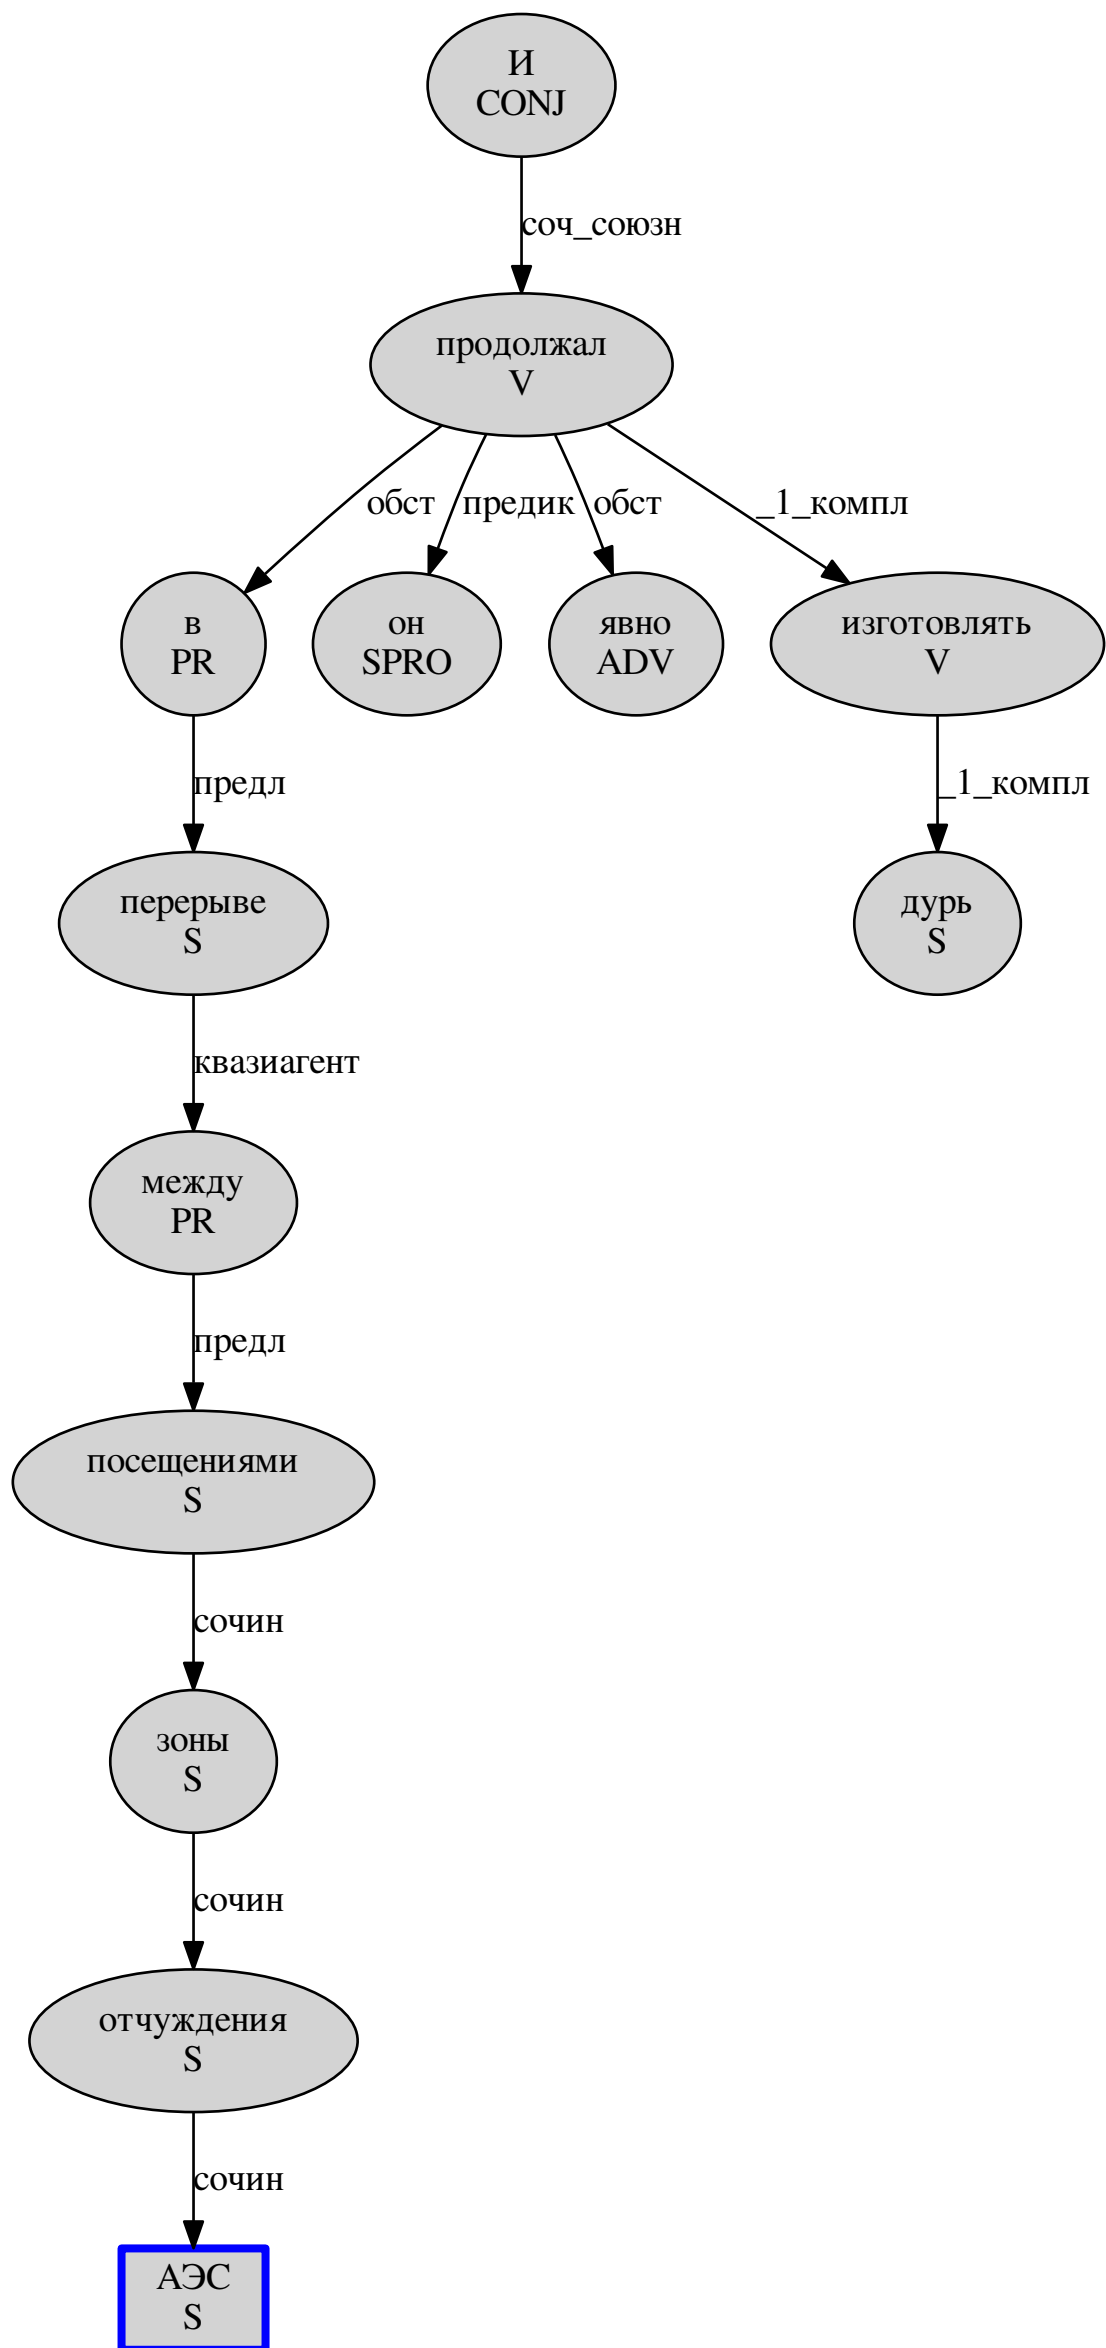 И
CONJ
соч_союзн
продолжал
V
обст предик обст _1_компл
в
PR
он
SPRO
явно
ADV
изготовлять
V
предл
_1_компл
перерыве
S
дурь
S
квазиагент
между
PR
предл
посещениями
S
сочин
зоны
S
сочин
отчуждения
S
сочин
АЭС
S